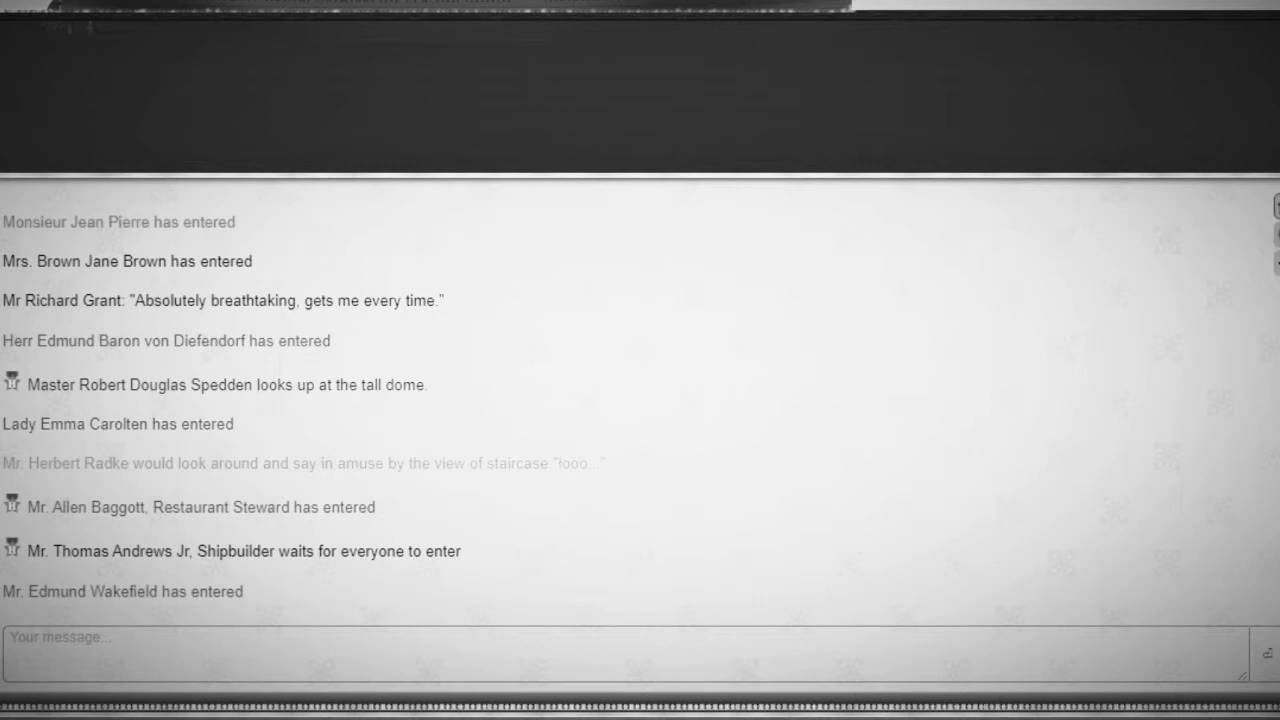 Monsieur Jean Pierre has entered
Mrs. Brown Jane Brown has entered
Mr Richard Grant: "Absolutely breathtaking, gets me every time."
Herr Edmund Baron von Diefendorf has entered
Master Robert Douglas Spedden looks up at the tall dome.
Lady Emma Carolten has entered
Mr. Herbert Radke would look around and say in amuse by the view of staircase "łooo..."
Mr. Allen Baggott, Restaurant Steward has entered
Mr. Thomas Andrews Jr, Shipbuilder waits for everyone to enter
Mr. Edmund Wakefield has entered
Your message...